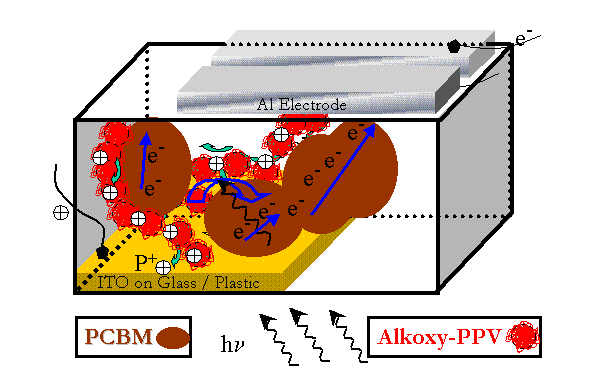 e-
Al Electrode
e-
e-
e-
e-
e-
e-
e-
e-
P+
ITO on Glass / Plastic
PCBM
hν
Alkoxy-PPV